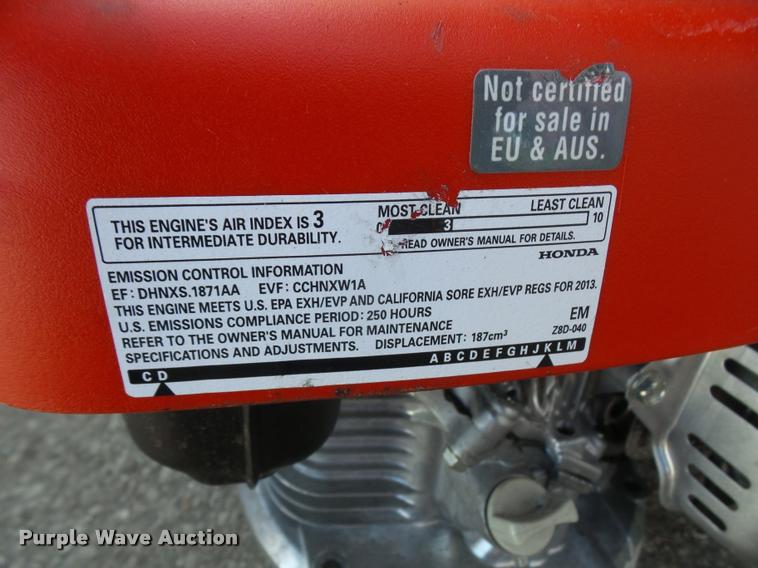 Not certified
for sale in
EU & AUS.
THIS ENGINE'S AIR INDEX IS 3
FOR INTERMEDIATE DURABILITY.
MOST CLEAN LEAST CLEAN
0 3 10
READ OWNER'S MANUAL FOR DETAILS.
HONDA
EMISSION CONTROL INFORMATION
EF: DHNXS.1871AA EVF: CCHNXW1A
THIS ENGINE MEETS U.S. EPA EXH/EVP AND CALIFORNIA SORE EXH/EVP REGS FOR 2013.
U.S. EMISSIONS COMPLIANCE PERIOD: 250 HOURS EM
REFER TO THE OWNER'S MANUAL FOR MAINTENANCE Z8D-040
SPECIFICATIONS AND ADJUSTMENTS. DISPLACEMENT: 187cm³
C D A B C D E F G H J K L M
Purple Wave Auction